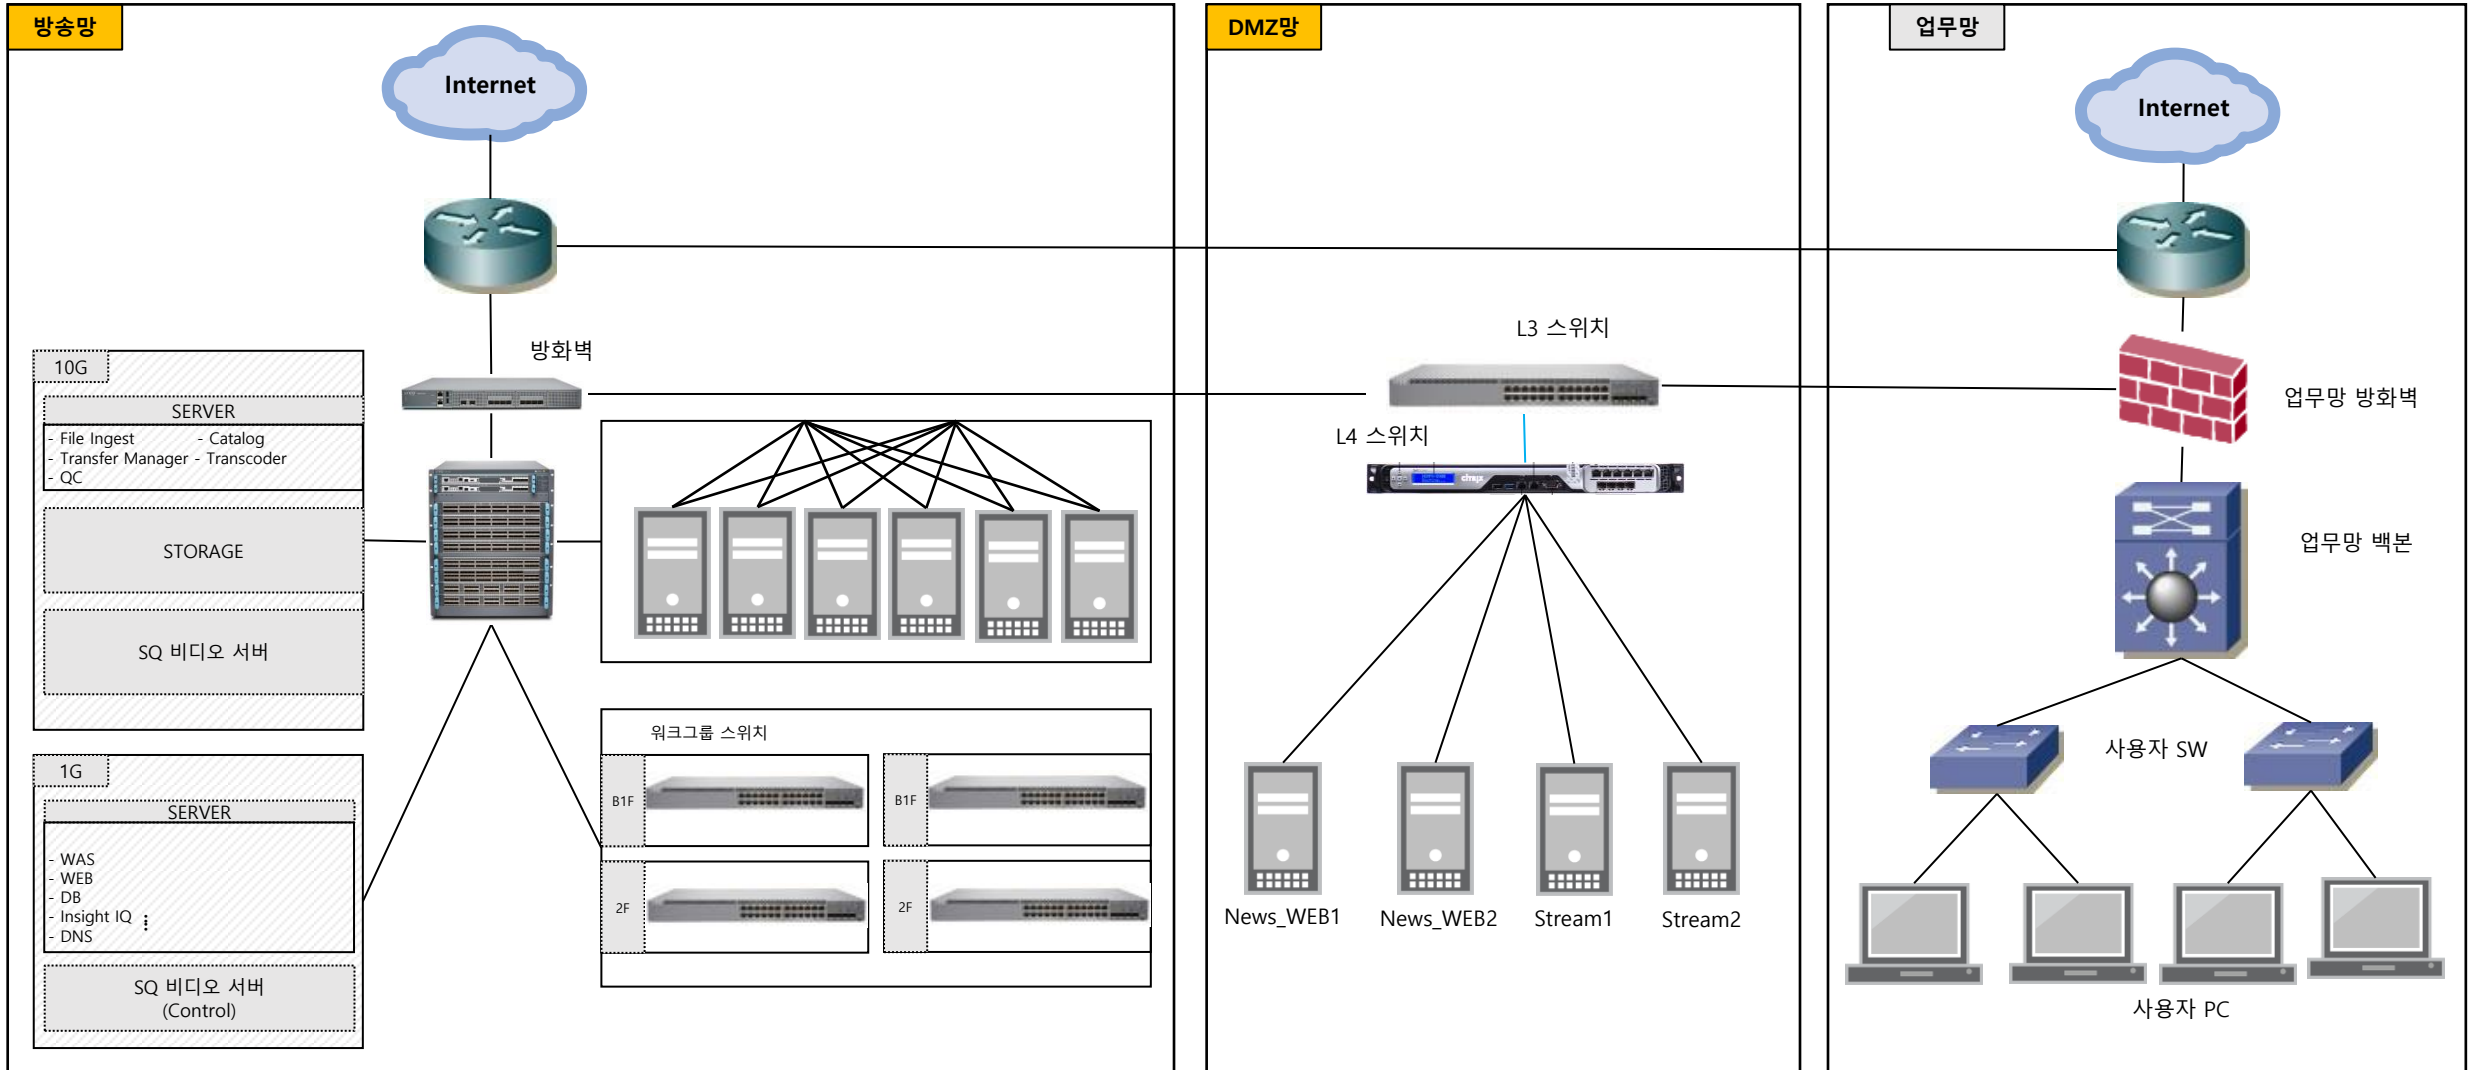 방송망
Internet
방화벽
10G
SERVER
- File Ingest - Catalog
- Transfer Manager - Transcoder
- QC
STORAGE
SQ 비디오 서버
1G
SERVER
- WAS
- WEB
- DB
- Insight IQ
- DNS
SQ 비디오 서버
(Control)
워크그룹 스위치
B1F
B1F
2F
2F
DMZ망
L3 스위치
L4 스위치
citrix
News_WEB1
News_WEB2
Stream1
Stream2
업무망
Internet
업무망 방화벽
업무망 백본
사용자 SW
사용자 PC